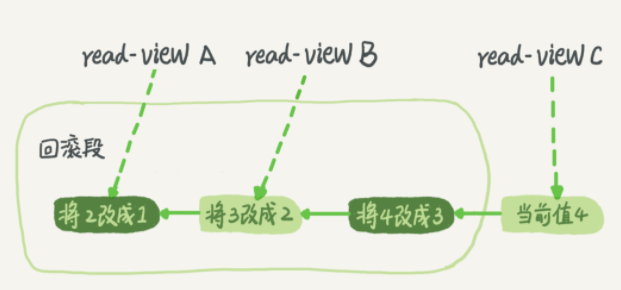 read-view A
read-view B
read-view C
回滚段
将2改成1
将3改成2
将4改成3
当前值4